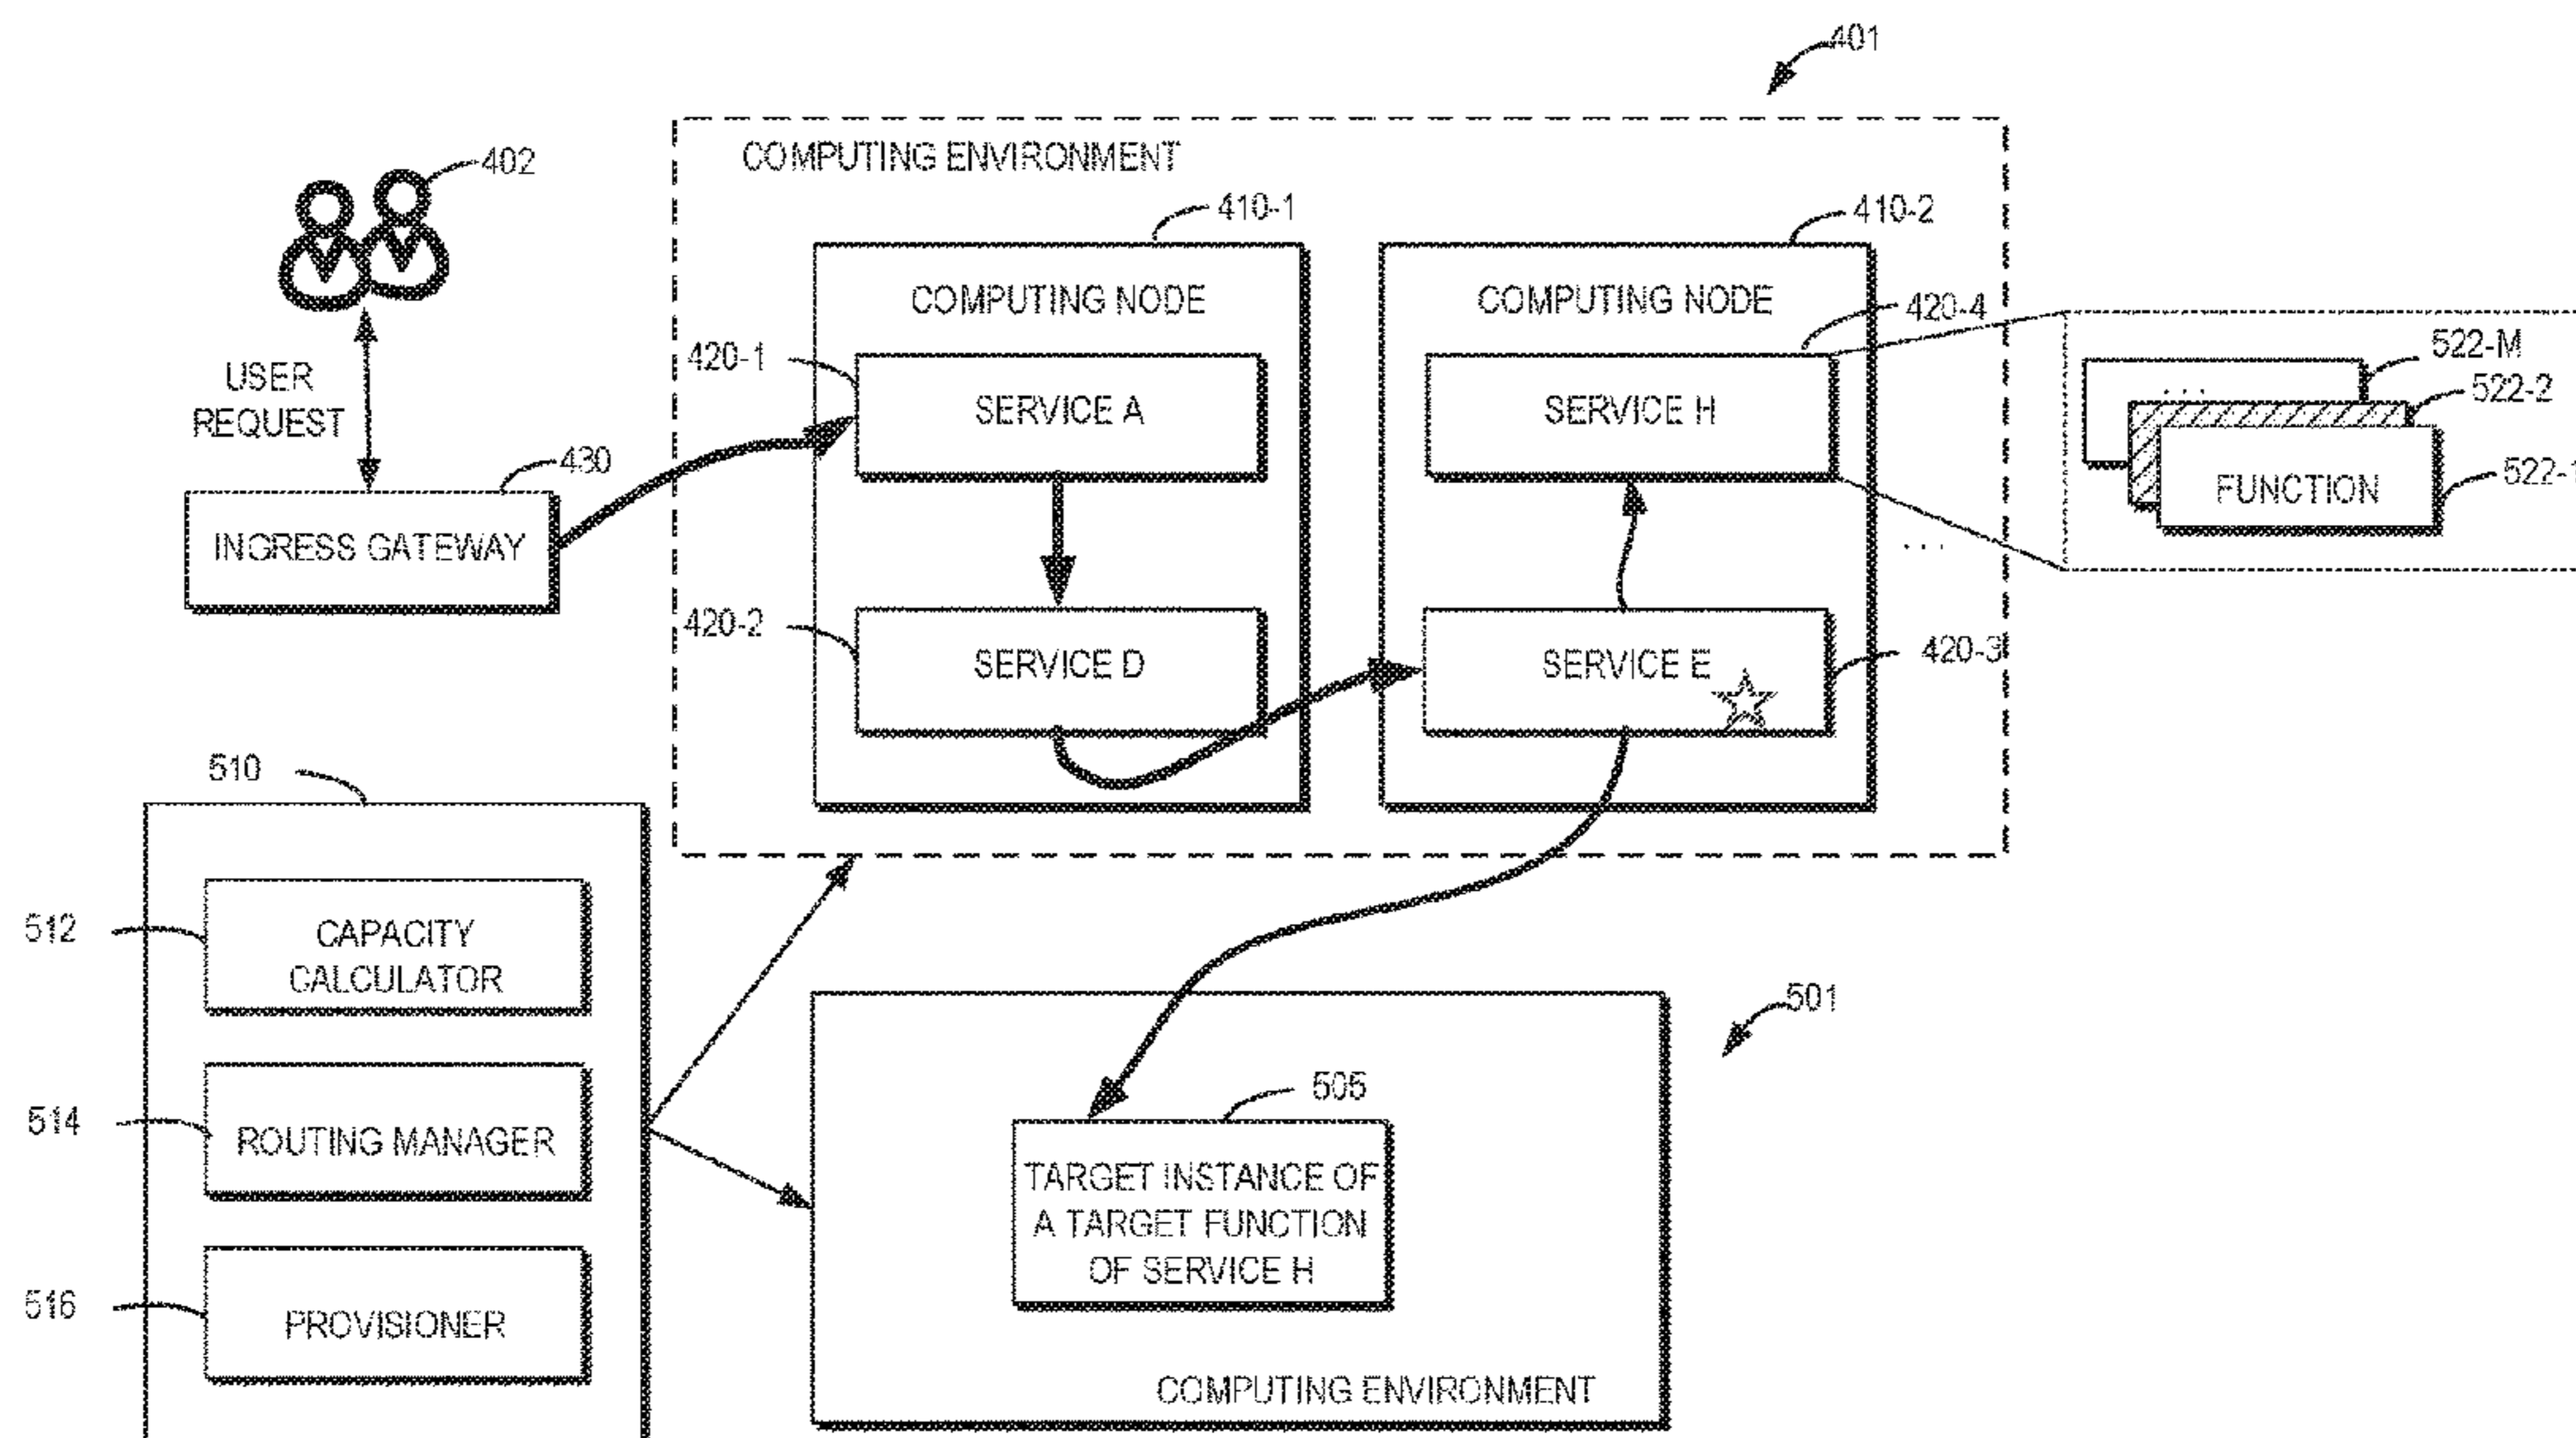 401
402
COMPUTING ENVIRONMENT
410-1
410-2
COMPUTING NODE
COMPUTING NODE
420-4
420-1
522-M
USER
REQUEST
522-2
SERVICE A
SERVICE H
. . .
430
FUNCTION
522-1
INGRESS GATEWAY
. . .
420-2
SERVICE D
SERVICE E
420-3
510
512
CAPACITY
CALCULATOR
501
505
514
ROUTING MANAGER
TARGET INSTANCE OF
A TARGET FUNCTION
OF SERVICE H
516
PROVISIONER
COMPUTING ENVIRONMENT